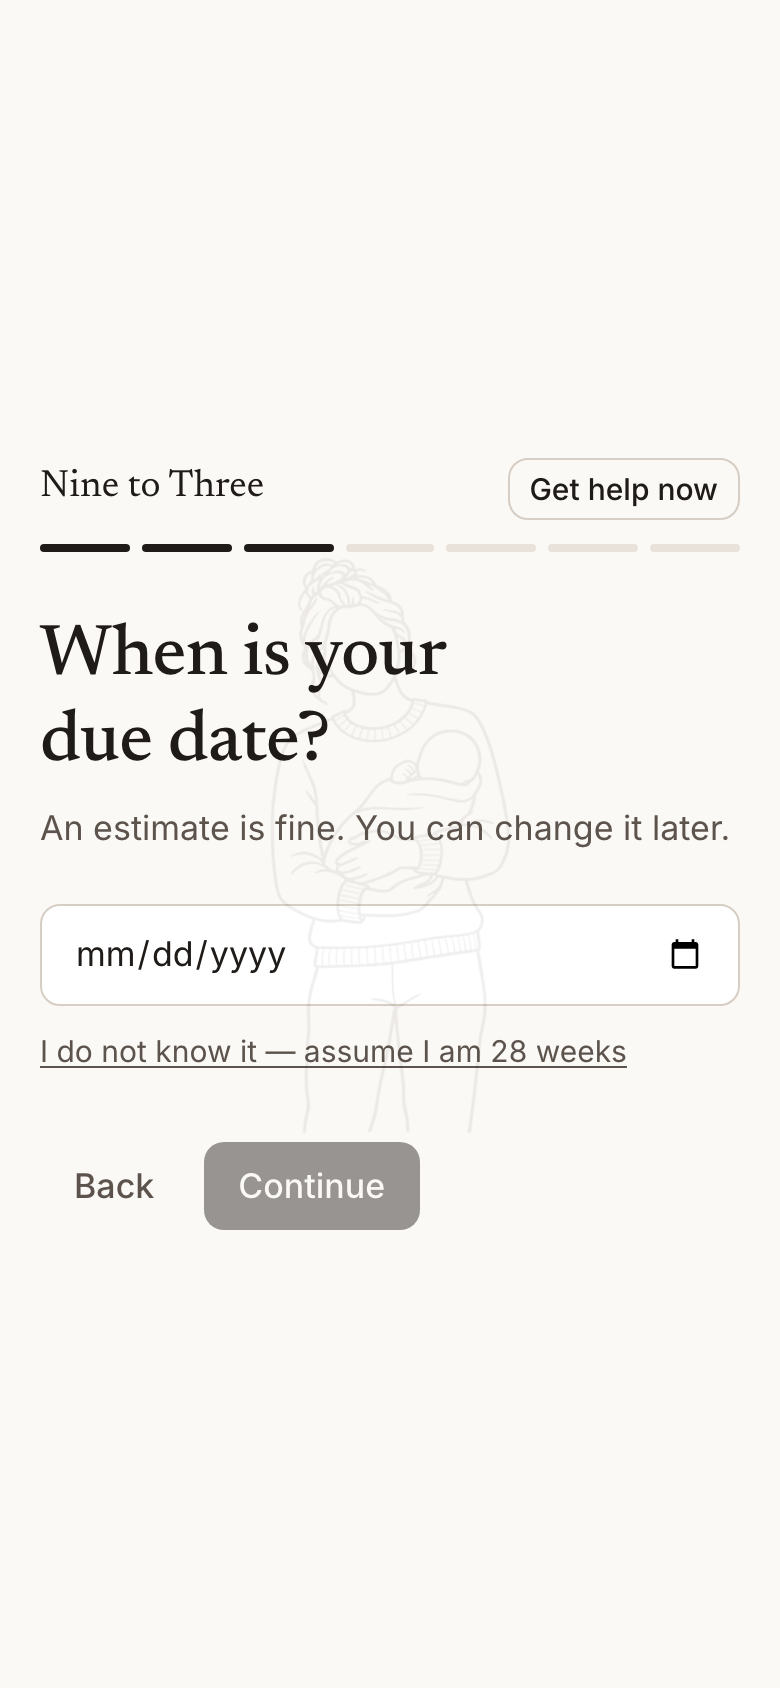 Nine to Three
Get help now
When is your
due date?
An estimate is fine. You can change it later.
mm/dd/yyyy
I do not know it — assume I am 28 weeks
Back
Continue